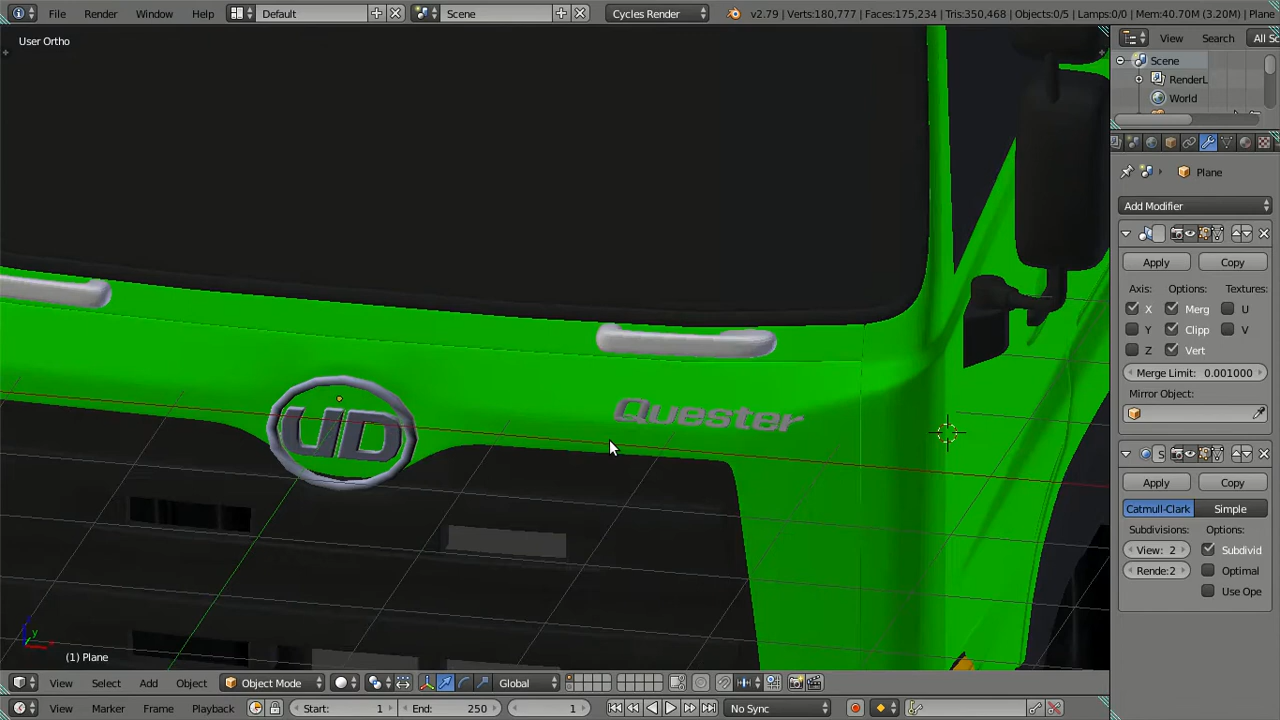 File Render Window Help Default Scene Cycles Render v2.79 | Verts:180,777 | Faces:175,234 | Tris:350,468 | Objects:0/5 | Lamps:0/0 | Mem:40.70M (3.20M) | Plane
User Ortho
View Search All Sc
Scene
RenderL
World
Plane
Add Modifier
Apply Copy
Axis: Options: Textures:
X Merg U
Y Clipp V
Z Vert
Merge Limit: 0.001000
Mirror Object:
UD
Quester
S
Apply Copy
Catmull-Clark Simple
Subdivisions: Options:
View: 2 Subdivid
Rende:2 Optimal
Use Ope
y
(1) Plane
View Select Add Object Object Mode Global
View Marker Frame Playback Start: 1 End: 250 1 No Sync